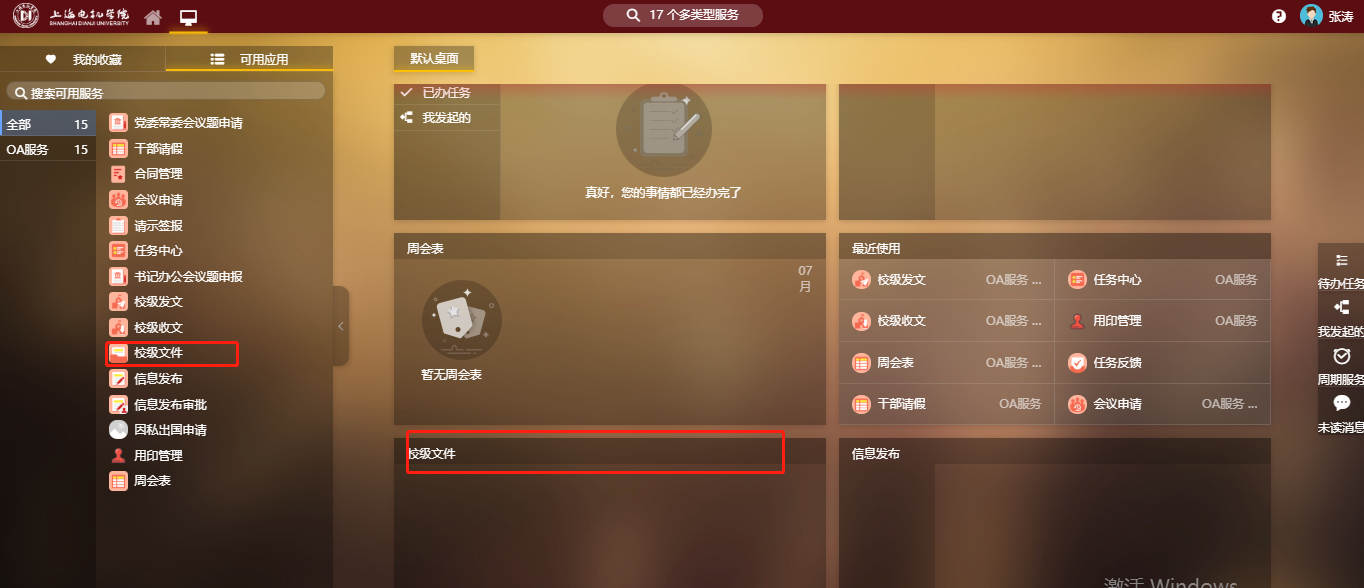 上海电机学院
SHANGHAI DIANJI UNIVERSITY
17 个多类型服务
张涛
我的收藏
可用应用
搜索可用服务
全部 15
OA服务 15
党委常委会议题申请
干部请假
合同管理
会议申请
请示签报
任务中心
书记办公会议题申报
校级发文
校级收文
校级文件
信息发布
信息发布审批
因私出国申请
用印管理
周会表
默认桌面
已办任务
我发起的
真好，您的事情都已经办完了
周会表
07
月
暂无周会表
最近使用
校级发文 OA服务 ...
任务中心 OA服务
校级收文 OA服务 ...
用印管理 OA服务
周会表 OA服务 ...
任务反馈
干部请假 OA服务
会议申请 OA服务 ...
校级文件
信息发布
待办任务
我发起的
周期服务
未读消息
激活 Windows